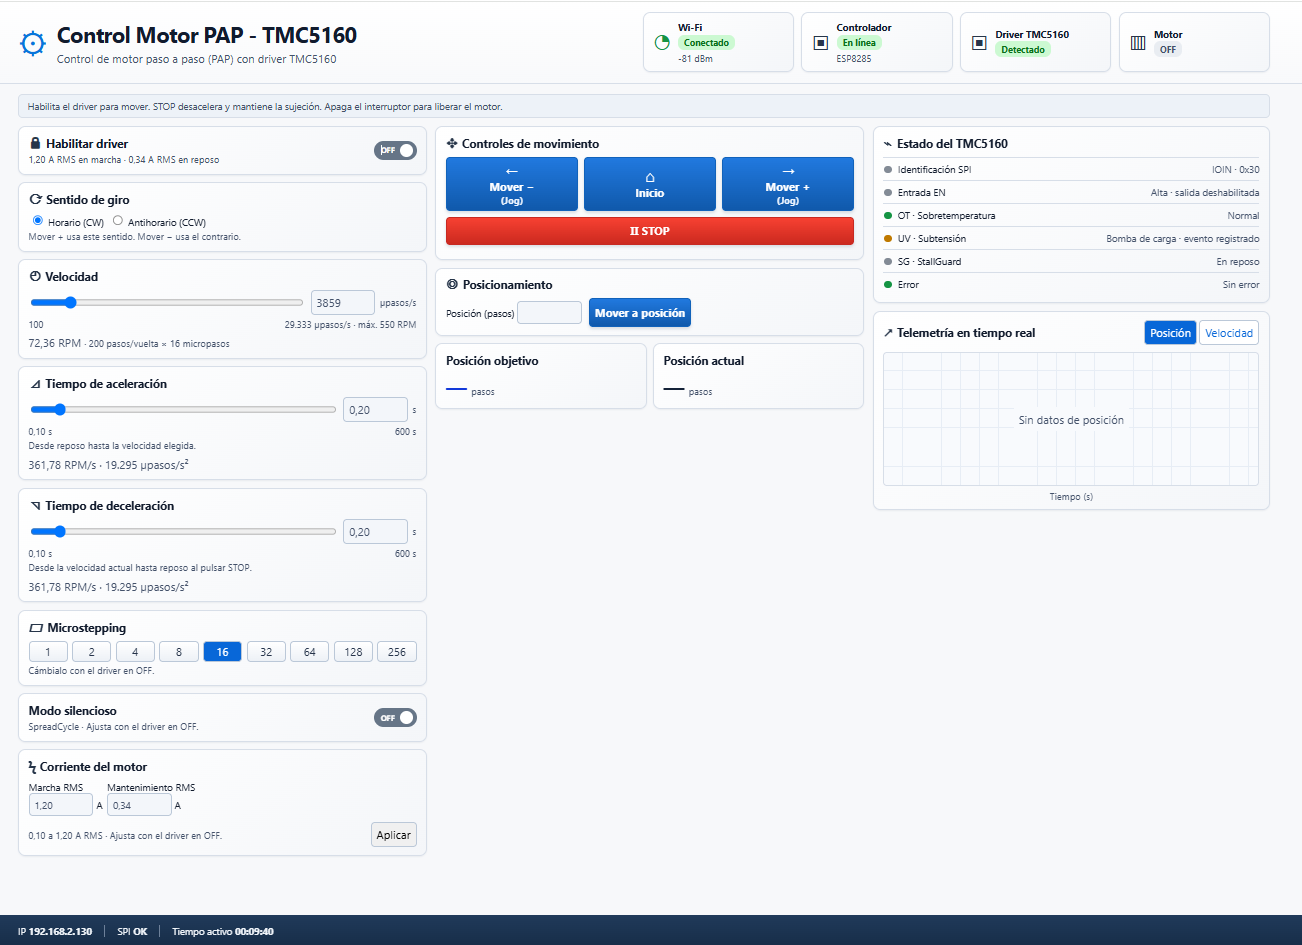 Control Motor PAP - TMC5160
Control de motor paso a paso (PAP) con driver TMC5160
Wi-Fi
Conectado
-81 dBm
Controlador
En línea
ESP8285
Driver TMC5160
Detectado
Motor
OFF
Habilita el driver para mover. STOP desacelera y mantiene la sujeción. Apaga el interruptor para liberar el motor.
Habilitar driver
1,20 A RMS en marcha · 0,34 A RMS en reposo
OFF
Sentido de giro
Horario (CW) Antihorario (CCW)
Mover + usa este sentido. Mover − usa el contrario.
Velocidad
3859 µpasos/s
100 29.333 µpasos/s · máx. 550 RPM
72,36 RPM · 200 pasos/vuelta × 16 micropasos
Tiempo de aceleración
0,20 s
0,10 s 600 s
Desde reposo hasta la velocidad elegida.
361,78 RPM/s · 19.295 µpasos/s²
Tiempo de deceleración
0,20 s
0,10 s 600 s
Desde la velocidad actual hasta reposo al pulsar STOP.
361,78 RPM/s · 19.295 µpasos/s²
Microstepping
1 2 4 8 16 32 64 128 256
Cámbialo con el driver en OFF.
Modo silencioso
SpreadCycle · Ajusta con el driver en OFF.
OFF
Corriente del motor
Marcha RMS Mantenimiento RMS
1,20 A 0,34 A
0,10 a 1,20 A RMS · Ajusta con el driver en OFF.
Aplicar
Controles de movimiento
← → 
Mover − Inicio Mover +
(Jog) (Jog)
STOP
Posicionamiento
Posición (pasos) Mover a posición
Posición objetivo
— pasos
Posición actual
— pasos
Estado del TMC5160
Identificación SPI IOIN · 0x30
Entrada EN Alta · salida deshabilitada
OT · Sobretemperatura Normal
UV · Subtensión Bomba de carga · evento registrado
SG · StallGuard En reposo
Error Sin error
Telemetría en tiempo real
Posición Velocidad
Sin datos de posición
Tiempo (s)
IP 192.168.2.130 SPI OK Tiempo activo 00:09:40